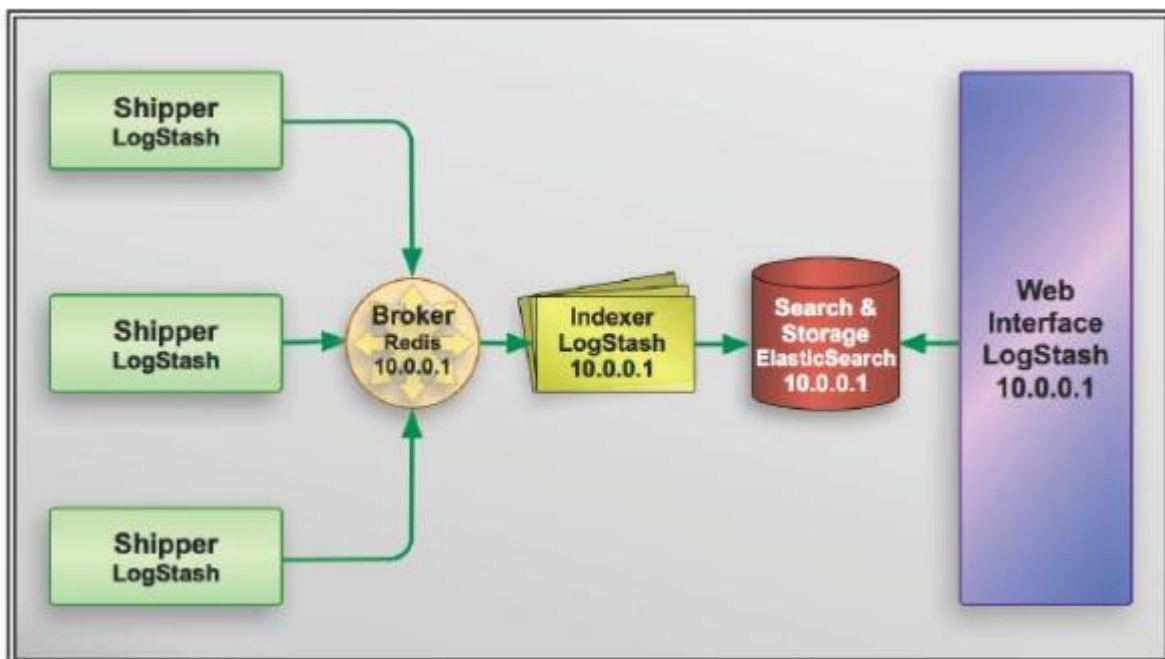 Shipper
LogStash
Shipper
LogStash
Shipper
LogStash
Broker
Redis
10.0.0.1
Indexer
LogStash
10.0.0.1
Search &
Storage
ElasticSearch
10.0.0.1
Web
Interface
LogStash
10.0.0.1